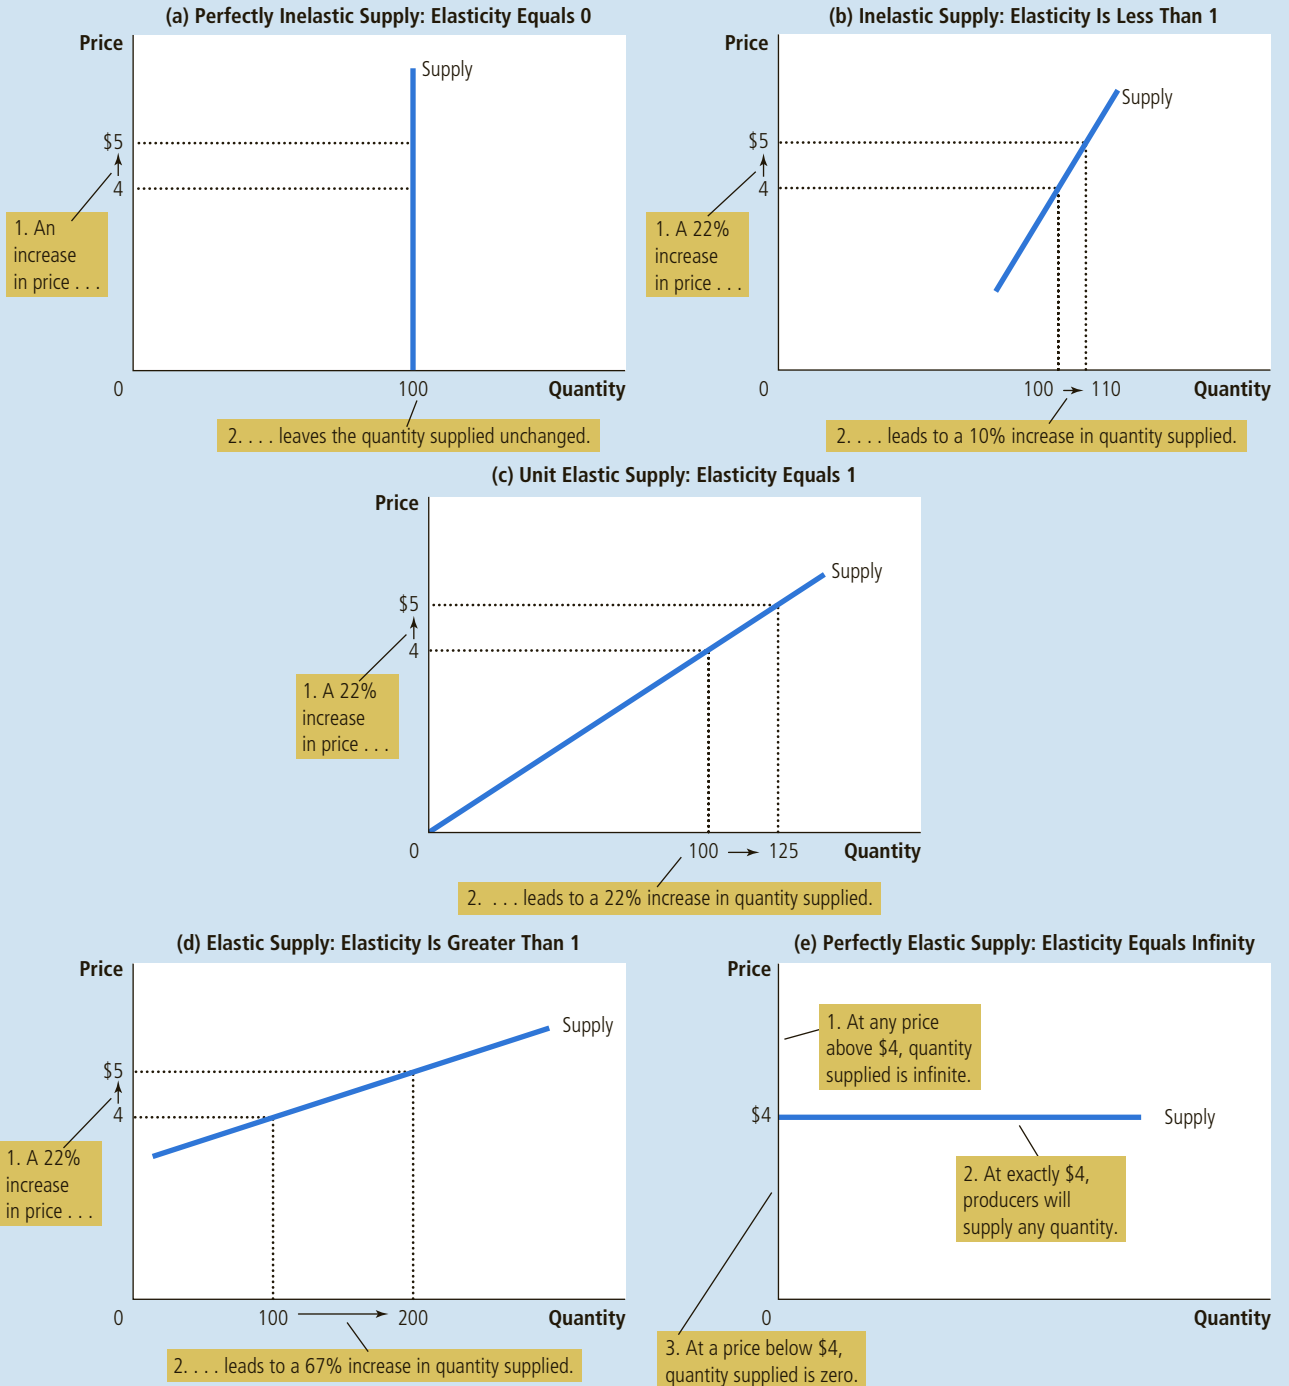 (a) Perfectly Inelastic Supply: Elasticity Equals 0
Price
Supply
$5
4
1. An
increase
in price . . .
0
100
Quantity
2. . . . leaves the quantity supplied unchanged.
(b) Inelastic Supply: Elasticity Is Less Than 1
Price
Supply
$5
4
1. A 22%
increase
in price . . .
0
100
110
Quantity
2. . . . leads to a 10% increase in quantity supplied.
(c) Unit Elastic Supply: Elasticity Equals 1
Price
Supply
$5
4
1. A 22%
increase
in price . . .
0
100
125
Quantity
2. . . . leads to a 22% increase in quantity supplied.
(d) Elastic Supply: Elasticity Is Greater Than 1
Price
Supply
$5
4
1. A 22%
increase
in price . . .
0
100
200
Quantity
2. . . . leads to a 67% increase in quantity supplied.
(e) Perfectly Elastic Supply: Elasticity Equals Infinity
Price
1. At any price
above $4, quantity
supplied is infinite.
$4
Supply
2. At exactly $4,
producers will
supply any quantity.
0
Quantity
3. At a price below $4,
quantity supplied is zero.